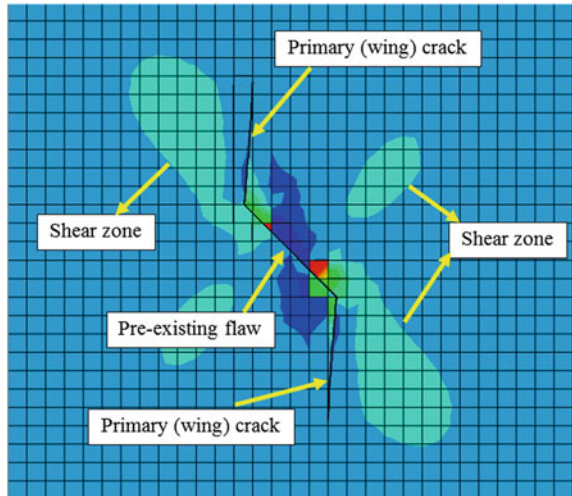 Primary (wing) crack
Shear zone
Shear zone
Pre-existing flaw
Primary (wing) crack